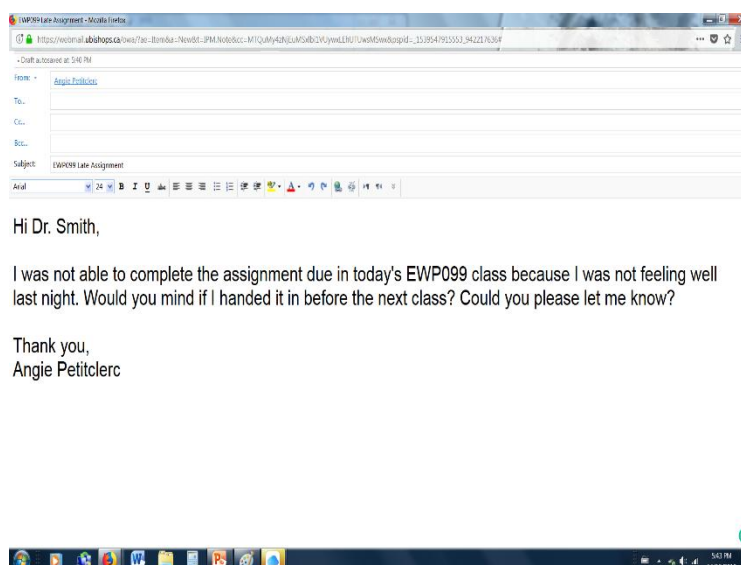 EWP099 Late Assignment - Mozilla Firefox
Draft autosaved at 5:40 PM
From:
Angie Petitclerc
To...
Cc...
Bcc...
Subject: EWP099 Late Assignment
Arial 24 B I U abc
Hi Dr. Smith,
I was not able to complete the assignment due in today's EWP099 class because I was not feeling well
last night. Would you mind if I handed it in before the next class? Could you please let me know?
Thank you,
Angie Petitclerc
5:43 PM